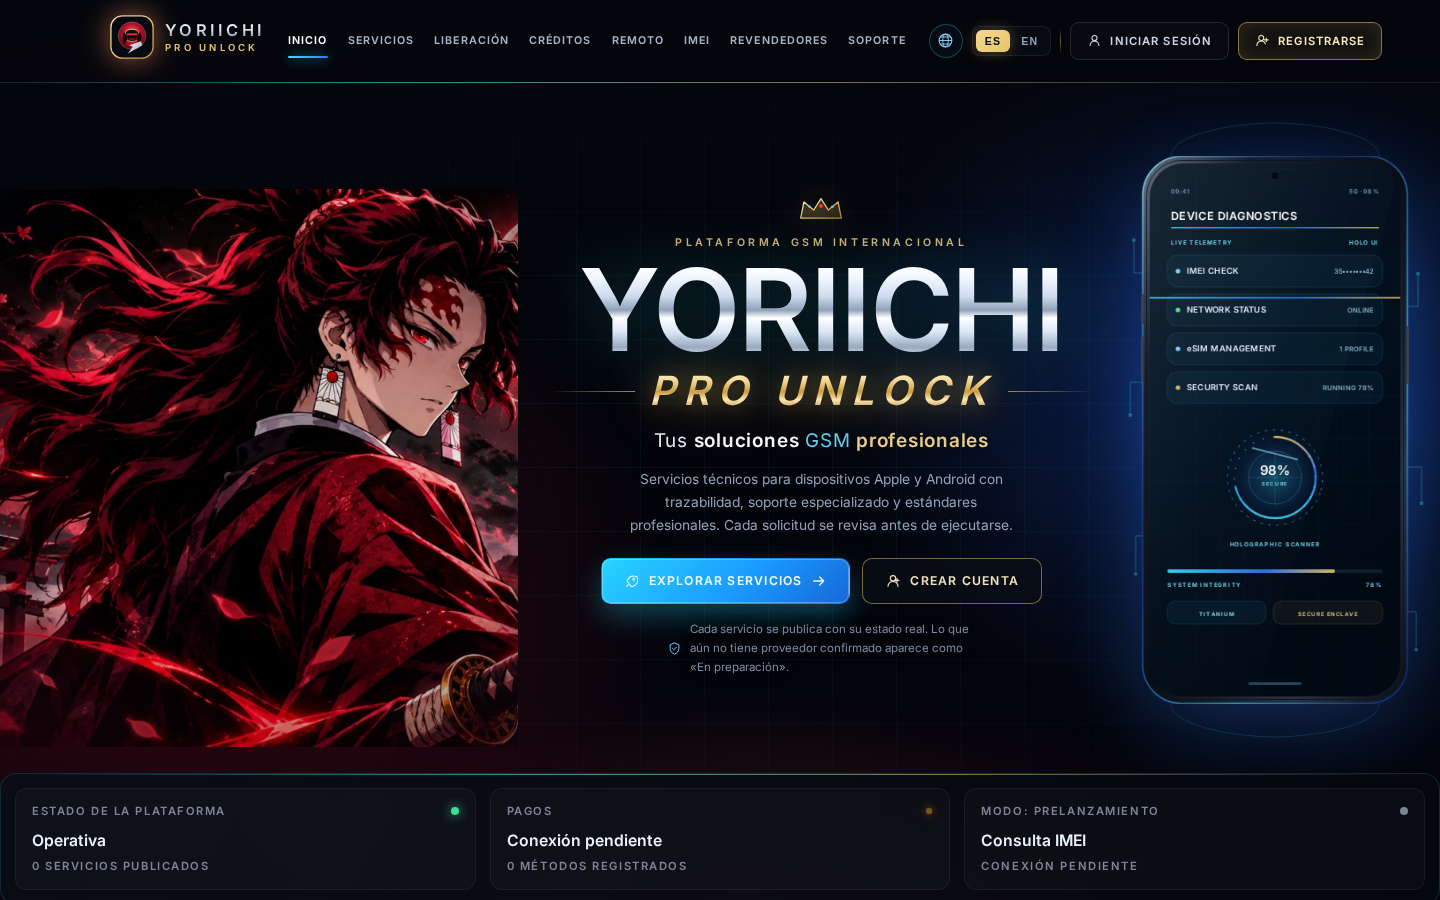 YORIICHI
PRO UNLOCK
INICIO
SERVICIOS
LIBERACIÓN
CRÉDITOS
REMOTO
IMEI
REVENDEDORES
SOPORTE
ES
EN
INICIAR SESIÓN
REGISTRARSE
PLATAFORMA GSM INTERNACIONAL
YORIICHI
PRO UNLOCK
Tus soluciones GSM profesionales
Servicios técnicos para dispositivos Apple y Android con
trazabilidad, soporte especializado y estándares
profesionales. Cada solicitud se revisa antes de ejecutarse.
EXPLORAR SERVICIOS →
CREAR CUENTA
Cada servicio se publica con su estado real. Lo que
aún no tiene proveedor confirmado aparece como
«En preparación».
09:41
5G · 98%
DEVICE DIAGNOSTICS
LIVE TELEMETRY
HOLO UI
IMEI CHECK
35•••••••42
NETWORK STATUS
ONLINE
eSIM MANAGEMENT
1 PROFILE
SECURITY SCAN
RUNNING 78%
98%
SECURE
HOLOGRAPHIC SCANNER
SYSTEM INTEGRITY
78%
TITANIUM
SECURE ENCLAVE
ESTADO DE LA PLATAFORMA
Operativa
0 SERVICIOS PUBLICADOS
PAGOS
Conexión pendiente
0 MÉTODOS REGISTRADOS
MODO: PRELANZAMIENTO
Consulta IMEI
CONEXIÓN PENDIENTE